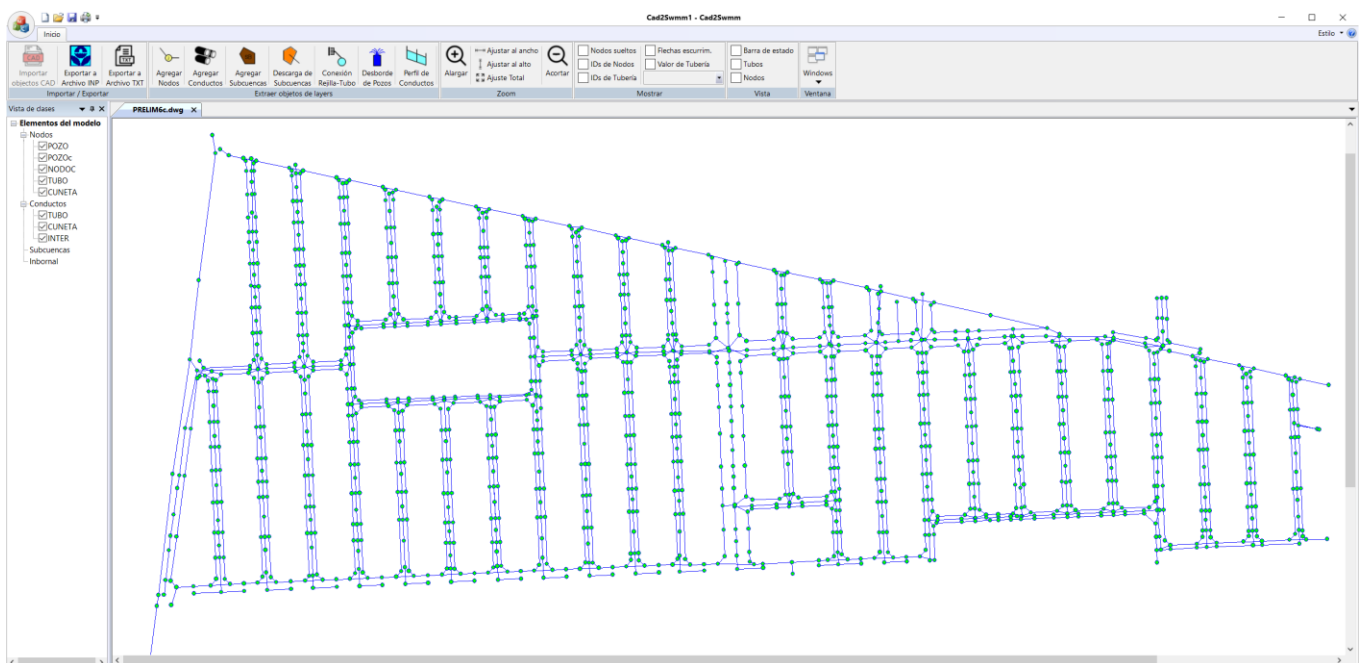 Cad2Swmm1 - Cad2Swmm
Inicio
Estilo
CAD
Importar objectos CAD
INP
Exportar a Archivo INP
TXT
Exportar a Archivo TXT
Importar / Exportar
Agregar Nodos
Agregar Conductos
Agregar Subcuencas
Descarga de Subcuencas
Conexión Rejilla-Tubo
Desborde de Pozos
Perfil de Conductos
Extraer objetos de layers
Alargar
Ajustar al ancho
Ajustar al alto
Ajuste Total
Acortar
Zoom
Nodos sueltos
IDs de Nodos
IDs de Tubería
Flechas escurrim.
Valor de Tubería
Mostrar
Barra de estado
Tubos
Nodos
Vista
Windows
Ventana
Vista de clases
PRELIM6c.dwg
Elementos del modelo
Nodos
POZO
POZOc
NODOC
TUBO
CUNETA
Conductos
TUBO
CUNETA
INTER
Subcuencas
Inbornal